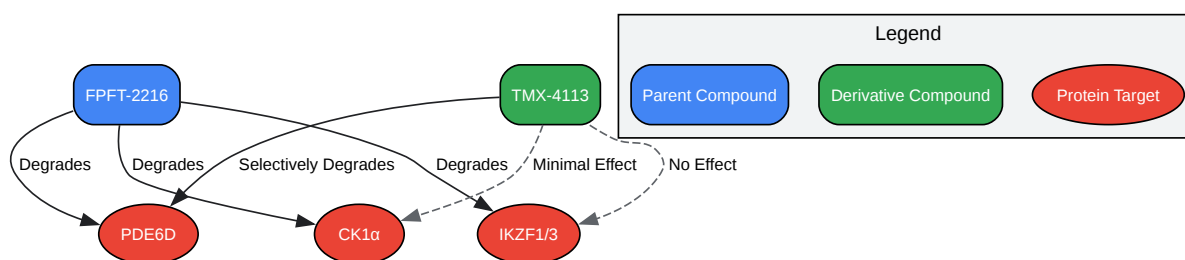 Legend
FPFT-2216
TMX-4113
Parent Compound
Derivative Compound
Protein Target
Degrades
Degrades
Selectively Degrades
Degrades
Minimal Effect
No Effect
PDE6D
CK1α
IKZF1/3